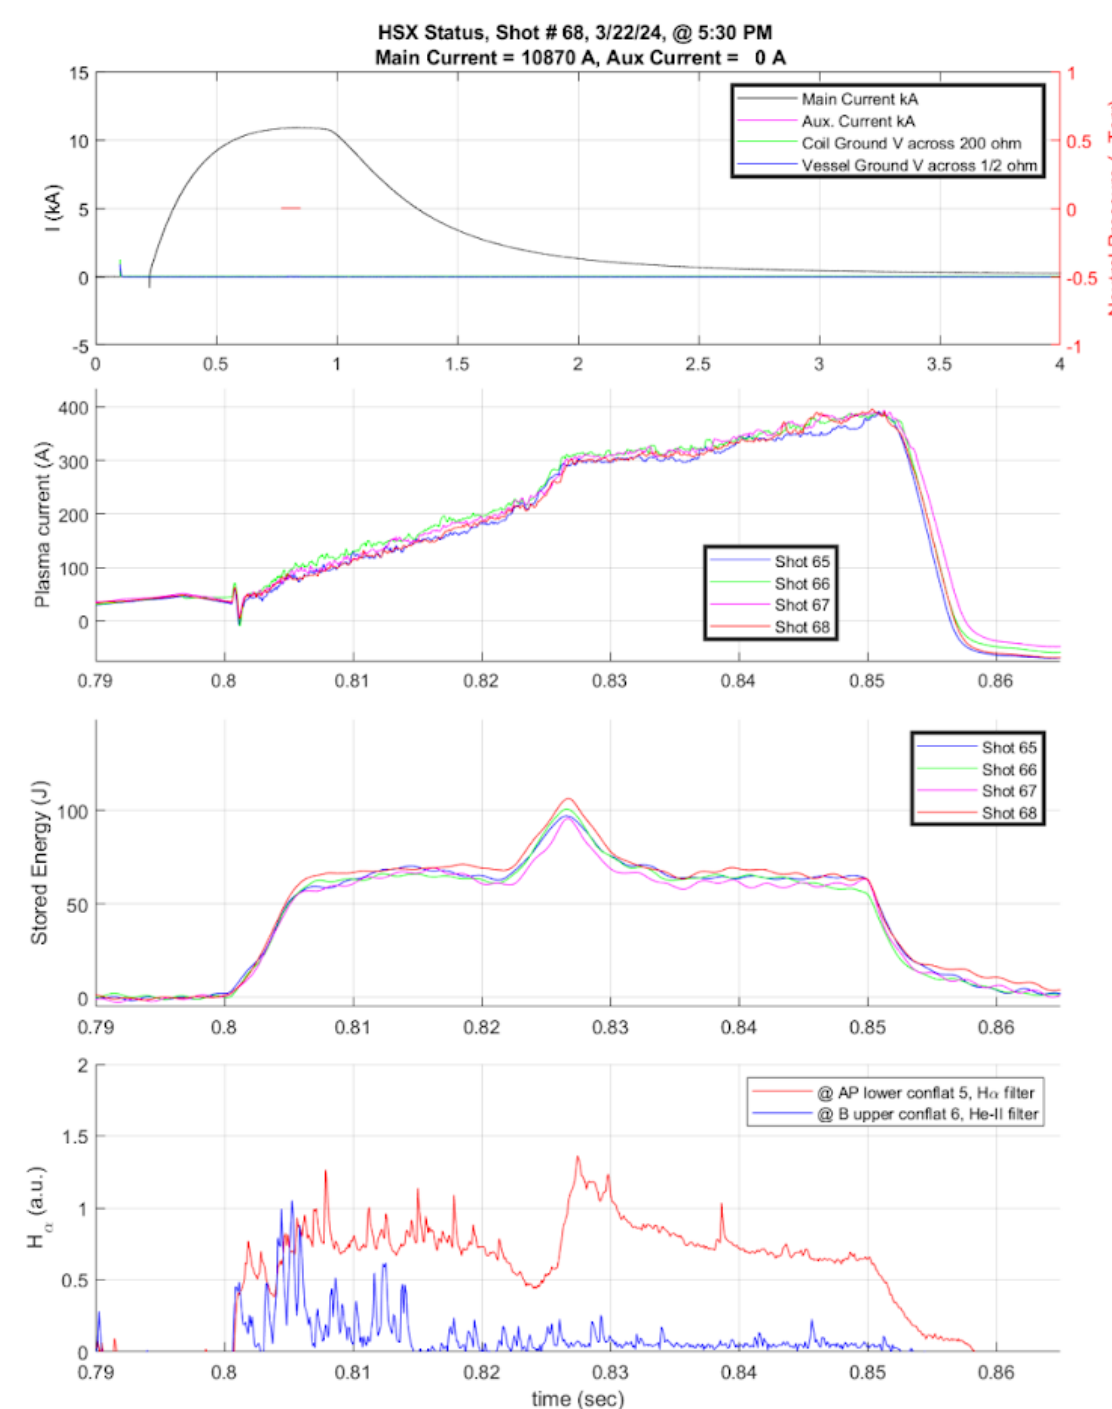 HSX Status, Shot # 68, 3/22/24, @ 5:30 PM
Main Current = 10870 A, Aux Current = 0 A
I (kA)
15
10
5
0
-5
1
0.5
0
-0.5
-1
Main Current kA
Aux. Current kA
Coil Ground V across 200 ohm
Vessel Ground V across 1/2 ohm
0 0.5 1 1.5 2 2.5 3 3.5 4
Plasma current (A)
400
300
200
100
0
Shot 65
Shot 66
Shot 67
Shot 68
0.79 0.8 0.81 0.82 0.83 0.84 0.85 0.86
Stored Energy (J)
100
50
0
Shot 65
Shot 66
Shot 67
Shot 68
0.79 0.8 0.81 0.82 0.83 0.84 0.85 0.86
Hα (a.u.)
2
1.5
1
0.5
0
@ AP lower conflat 5, Hα filter
@ B upper conflat 6, He-II filter
0.79 0.8 0.81 0.82 0.83 0.84 0.85 0.86
time (sec)